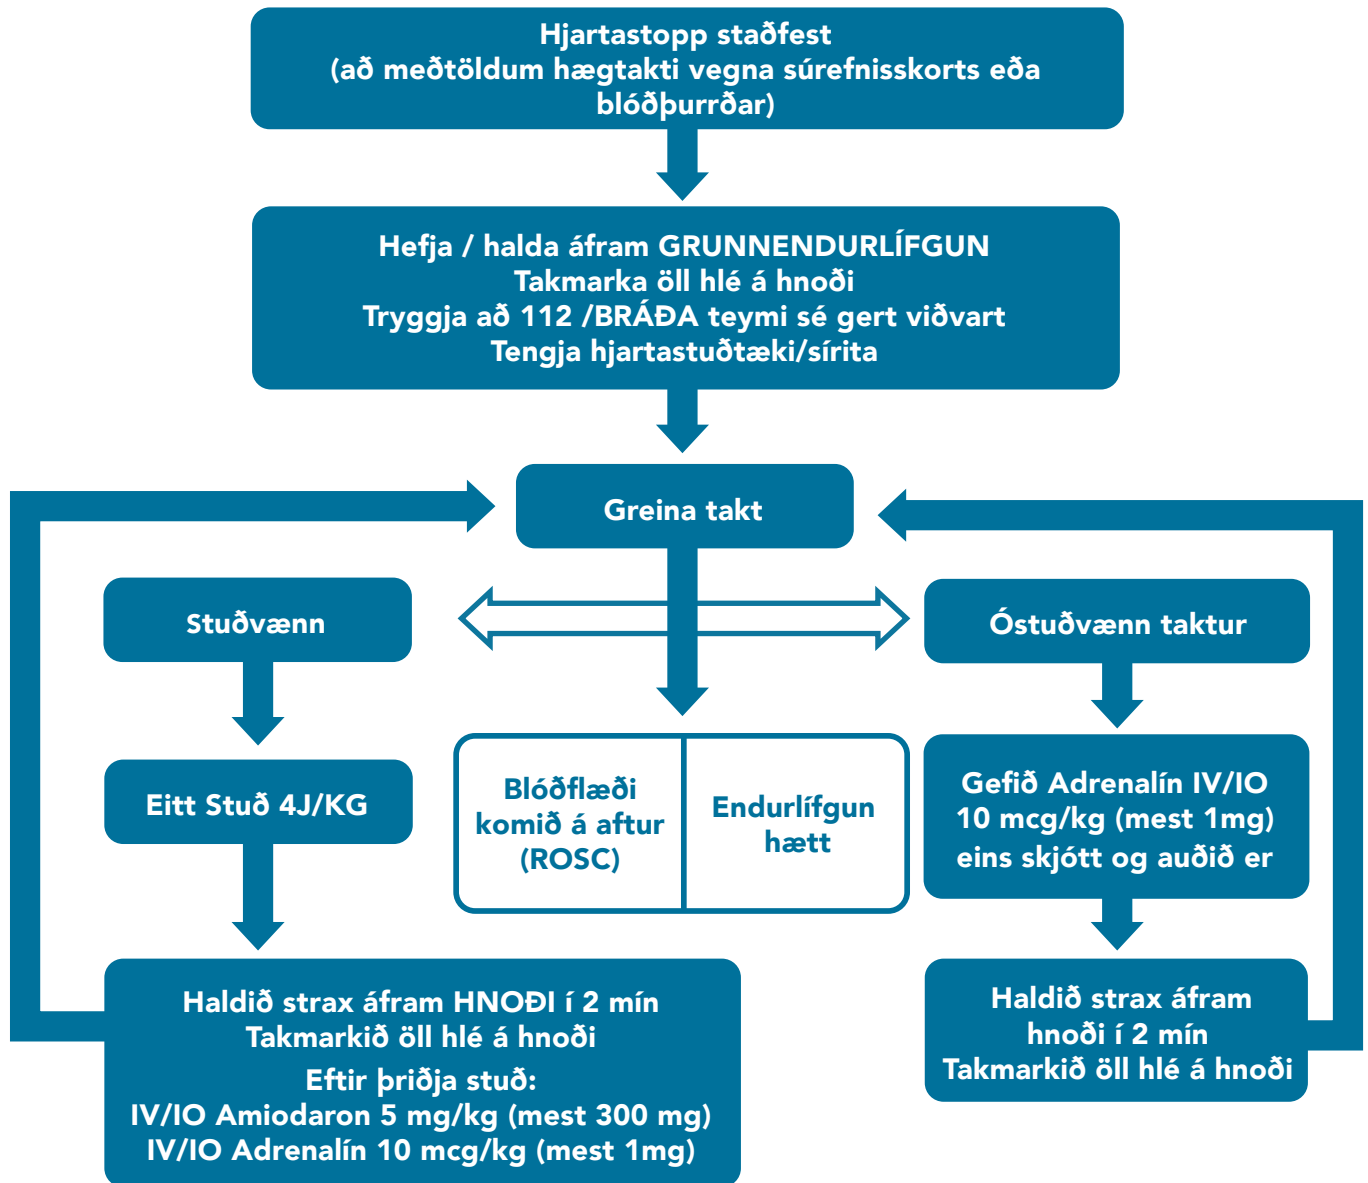 Hjartastopp staðfest
(að meðtöldum hægtakti vegna súrefnisskorts eða
blóðþurrðar)
Hefja / halda áfram GRUNNENDURLÍFGUN
Takmarka öll hlé á hnoði
Tryggja að 112 /BRÁÐA teymi sé gert viðvart
Tengja hjartastuðtæki/sírita
Greina takt
Stuðvænn
Óstuðvænn taktur
Eitt Stuð 4J/KG
Blóðflæði
komið á aftur
(ROSC)
Endurlífgun
hætt
Gefið Adrenalín IV/IO
10 mcg/kg (mest 1mg)
eins skjótt og auðið er
Haldið strax áfram HNOÐI í 2 mín
Takmarkið öll hlé á hnoði
Eftir þriðja stuð:
IV/IO Amiodaron 5 mg/kg (mest 300 mg)
IV/IO Adrenalín 10 mcg/kg (mest 1mg)
Haldið strax áfram
hnoði í 2 mín
Takmarkið öll hlé á hnoði